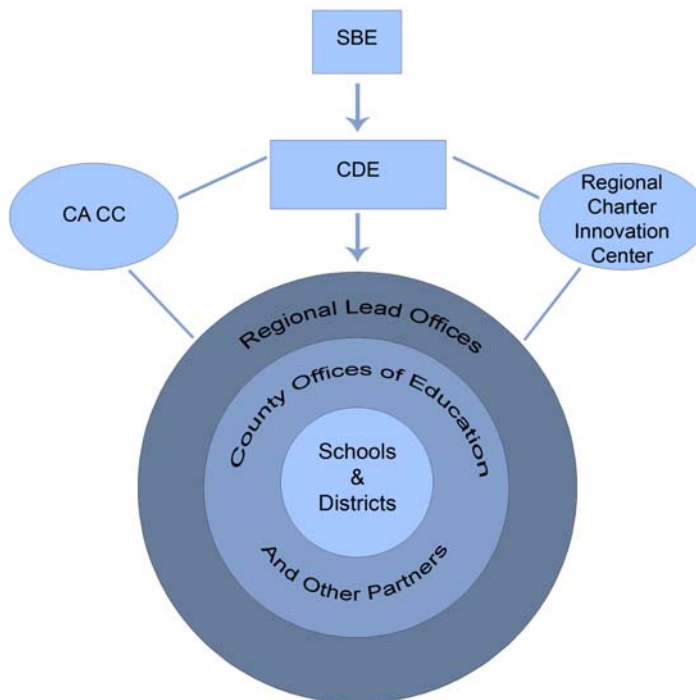 SBE
CDE
CA CC
Regional
Charter
Innovation
Center
Regional Lead Offices
County Offices of Education
Schools
&
Districts
And Other Partners